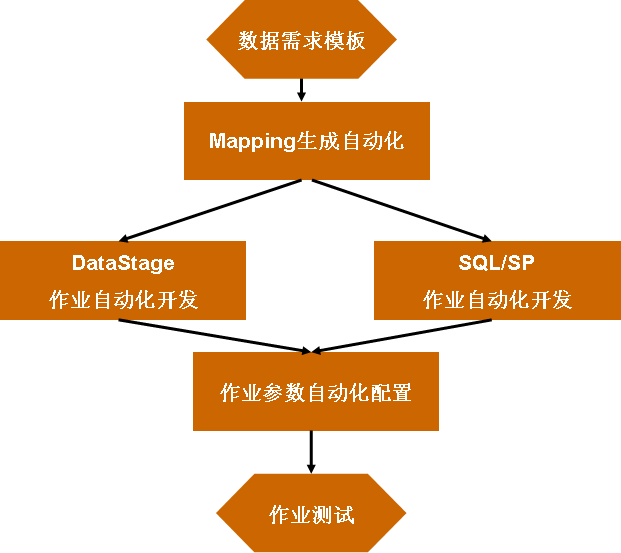 数据需求模板
Mapping生成自动化
DataStage
作业自动化开发
SQL/SP
作业自动化开发
作业参数自动化配置
作业测试